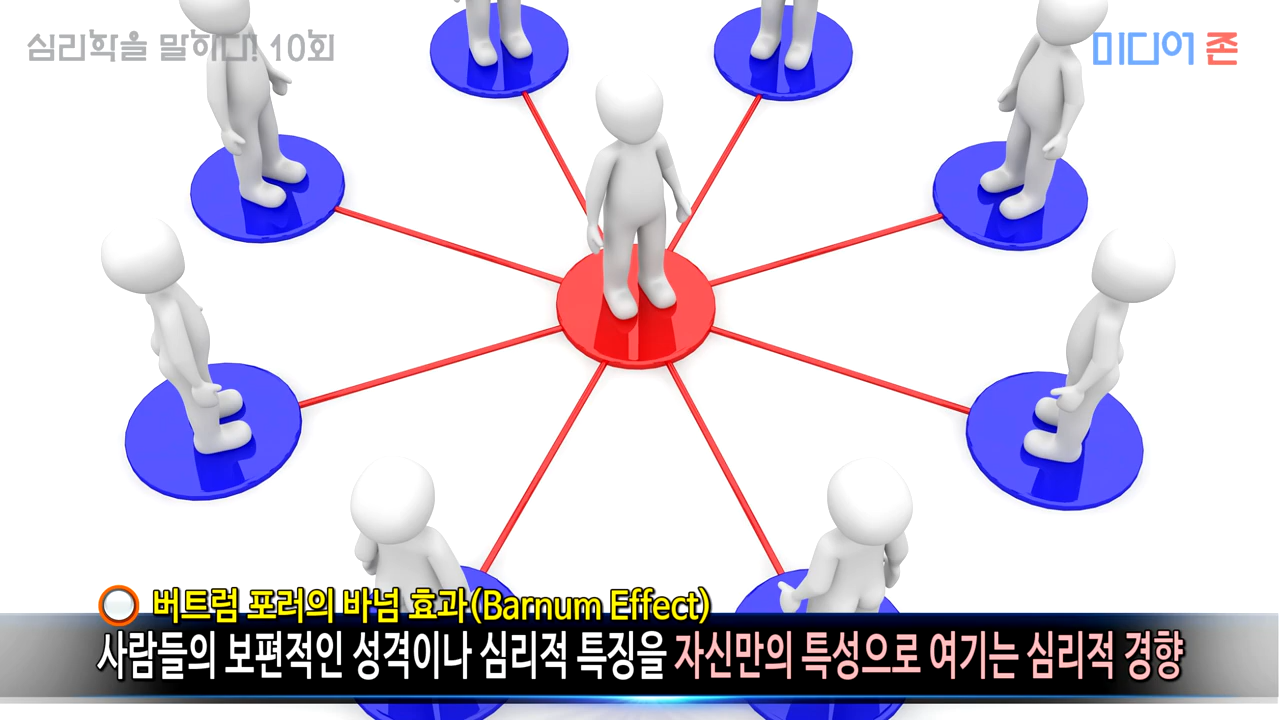 심리학을 말하다! 10회
미디어 존
버트럼 포러의 바넘 효과(Barnum Effect)
사람들의 보편적인 성격이나 심리적 특징을 자신만의 특성으로 여기는 심리적 경향